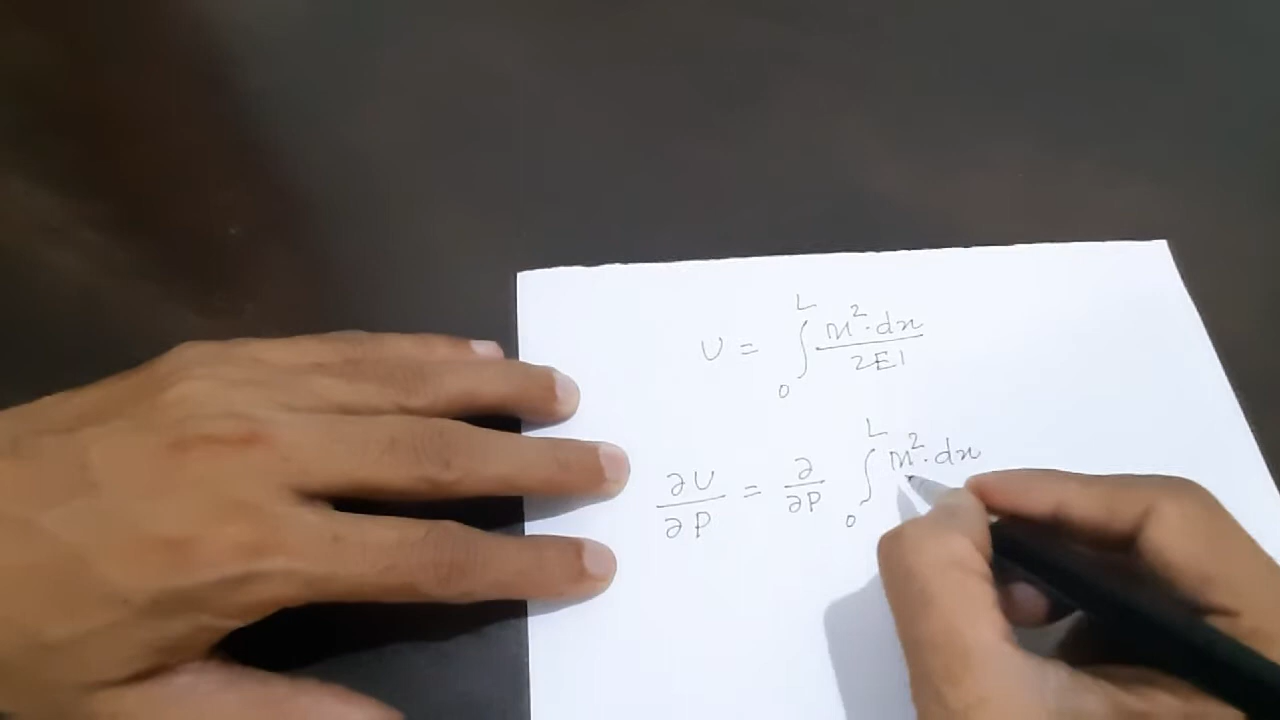 U = ∫₀ᴸ M²·dx / 2EI
∂U / ∂P = ∂ / ∂P ∫₀ᴸ M²·dx